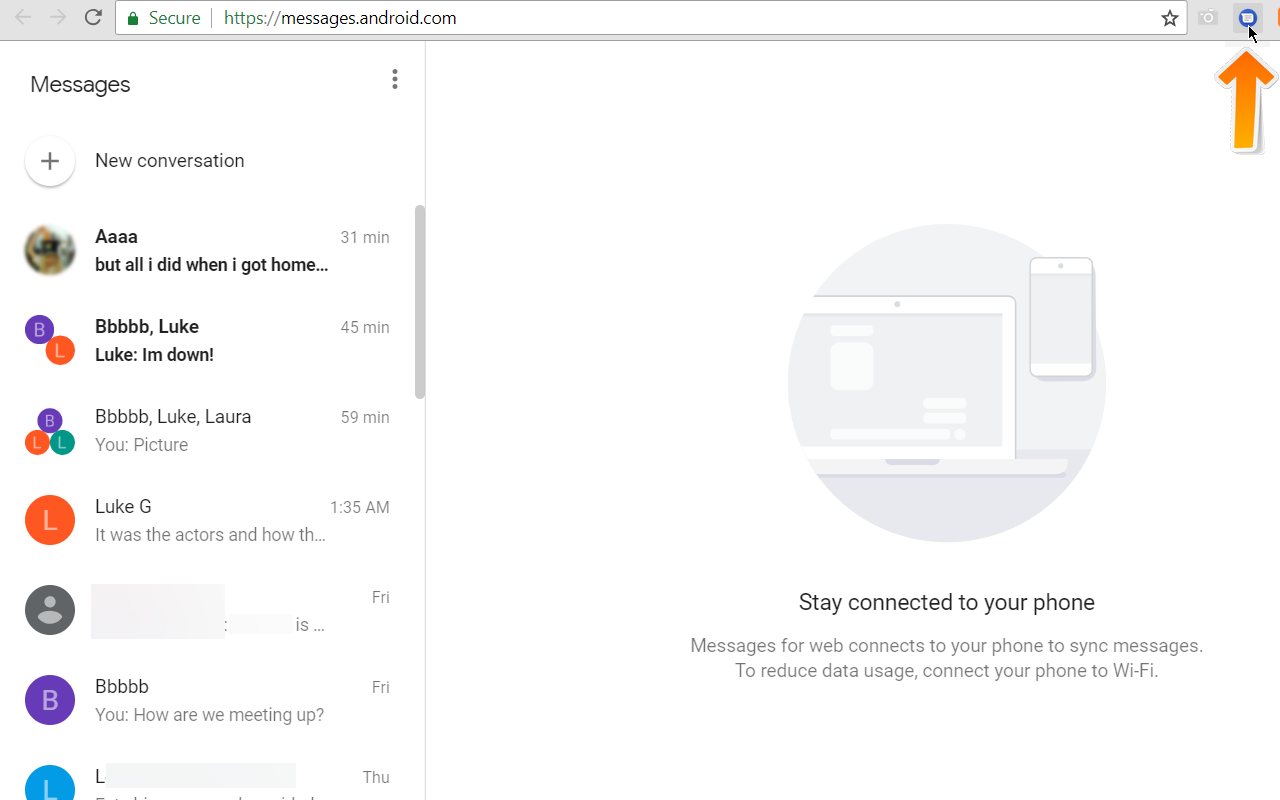 Secure https://messages.android.com
Messages
New conversation
Aaaa 31 min
but all i did when i got home...
B
L
Bbbbb, Luke 45 min
Luke: Im down!
B
L L
Bbbbb, Luke, Laura 59 min
You: Picture
L
Luke G 1:35 AM
It was the actors and how th...
Fri
: is ...
B
Bbbbb Fri
You: How are we meeting up?
L
L Thu
Stay connected to your phone
Messages for web connects to your phone to sync messages.
To reduce data usage, connect your phone to Wi-Fi.